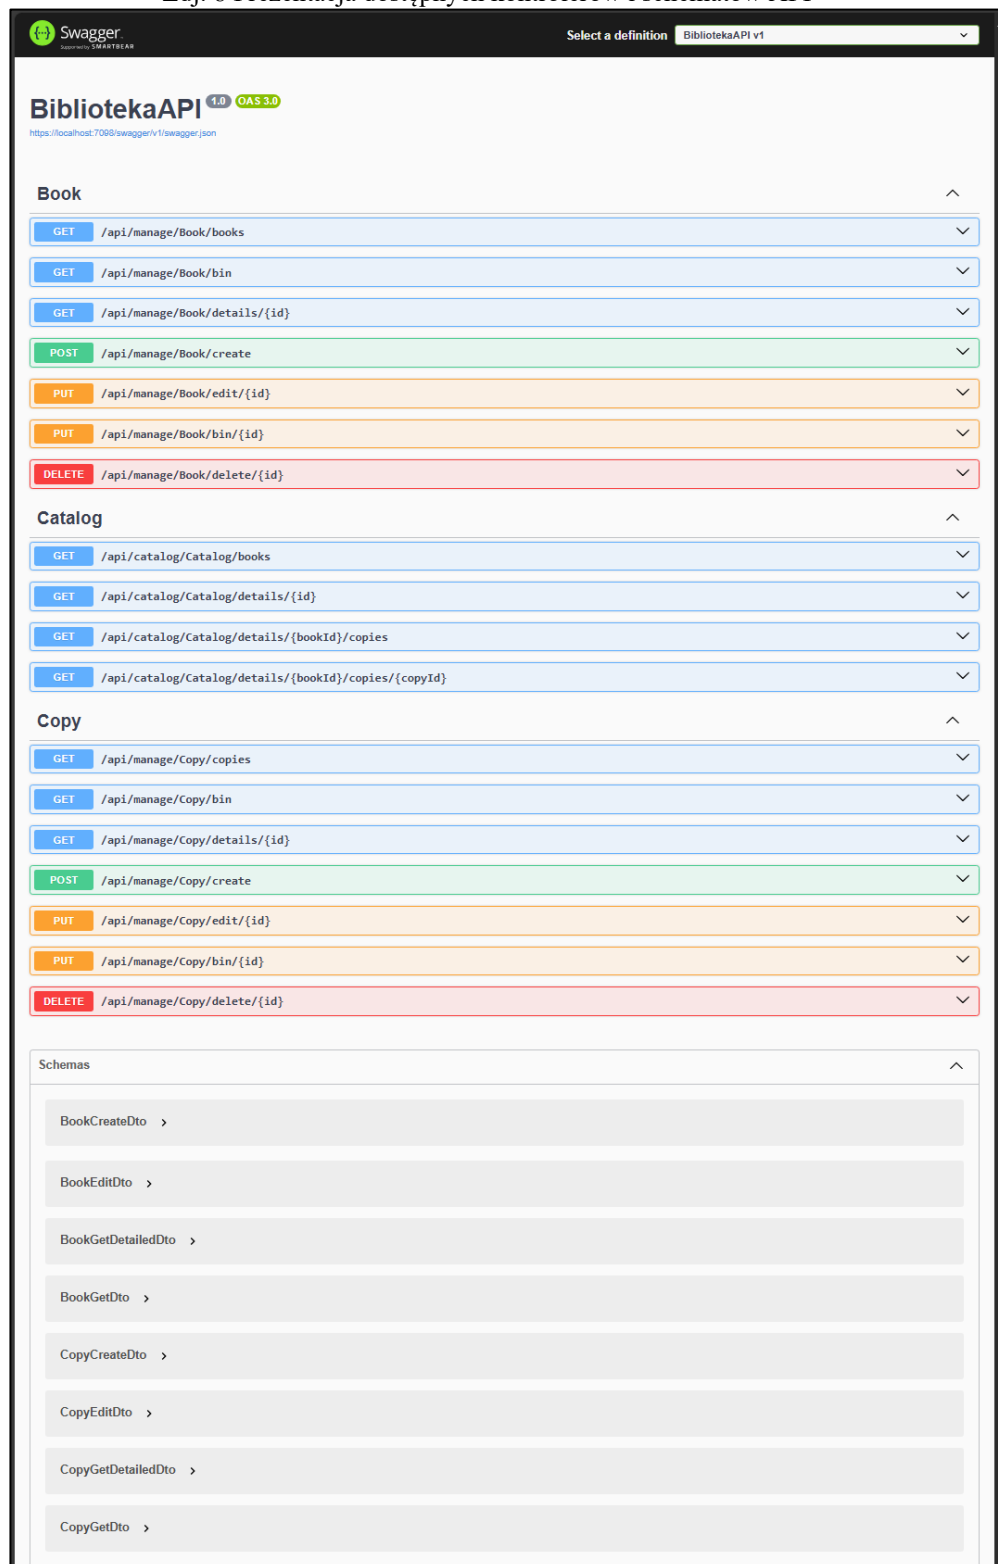 Swagger.
Supported by SMARTBEAR
Select a definition
BibliotekaAPI v1
BibliotekaAPI 1.0 OAS 3.0
https://localhost:7098/swagger/v1/swagger.json
Book
GET /api/manage/Book/books
GET /api/manage/Book/bin
GET /api/manage/Book/details/{id}
POST /api/manage/Book/create
PUT /api/manage/Book/edit/{id}
PUT /api/manage/Book/bin/{id}
DELETE /api/manage/Book/delete/{id}
Catalog
GET /api/catalog/Catalog/books
GET /api/catalog/Catalog/details/{id}
GET /api/catalog/Catalog/details/{bookId}/copies
GET /api/catalog/Catalog/details/{bookId}/copies/{copyId}
Copy
GET /api/manage/Copy/copies
GET /api/manage/Copy/bin
GET /api/manage/Copy/details/{id}
POST /api/manage/Copy/create
PUT /api/manage/Copy/edit/{id}
PUT /api/manage/Copy/bin/{id}
DELETE /api/manage/Copy/delete/{id}
Schemas
BookCreateDto
BookEditDto
BookGetDetailedDto
BookGetDto
CopyCreateDto
CopyEditDto
CopyGetDetailedDto
CopyGetDto